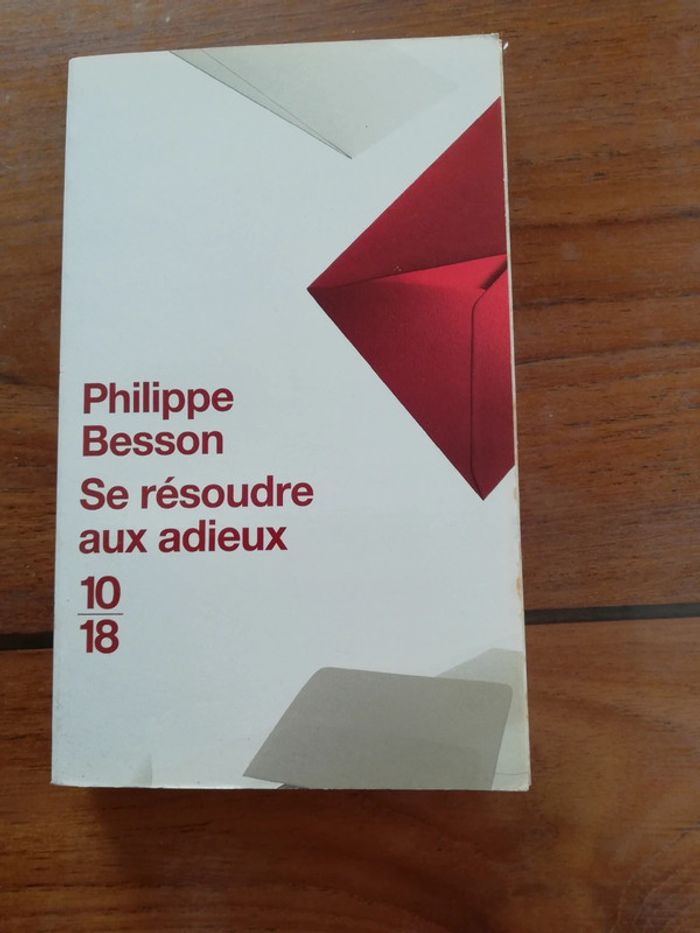 Philippe
Besson
Se résoudre
aux adieux
10
18